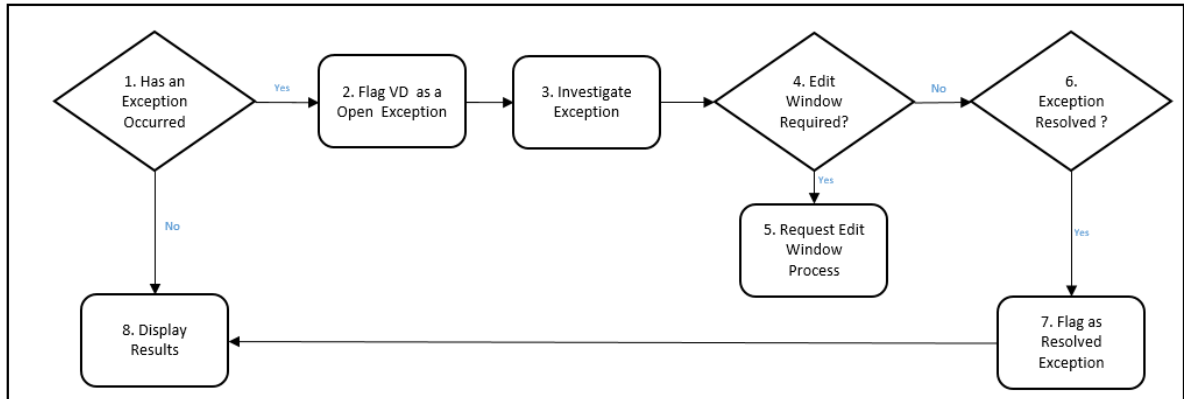 1. Has an
Exception
Occurred
Yes
2. Flag VD as a
Open Exception
3. Investigate
Exception
4. Edit
Window
Required?
No
6.
Exception
Resolved ?
No
Yes
5. Request Edit
Window
Process
Yes
8. Display
Results
7. Flag as
Resolved
Exception